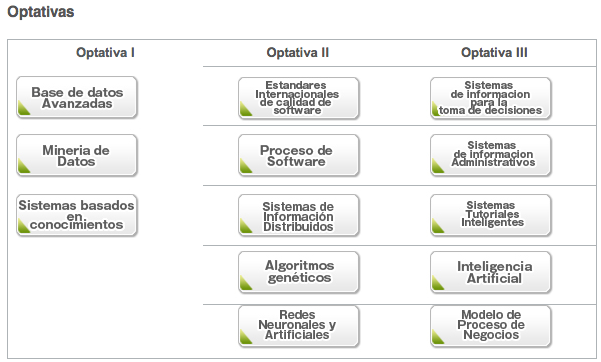 Optativas
Optativa I
Optativa II
Optativa III
Base de datos
Avanzadas
Estandares
Internacionales
de calidad de
software
Sistemas
de informacion
para la
toma de decisiones
Mineria de
Datos
Proceso de
Software
Sistemas
de informacion
Administrativos
Sistemas basados
en
conocimientos
Sistemas de
Información
Distribuidos
Sistemas
Tutoriales
Inteligentes
Algoritmos
genéticos
Inteligencia
Artificial
Redes
Neuronales y
Artificiales
Modelo de
Proceso de
Negocios